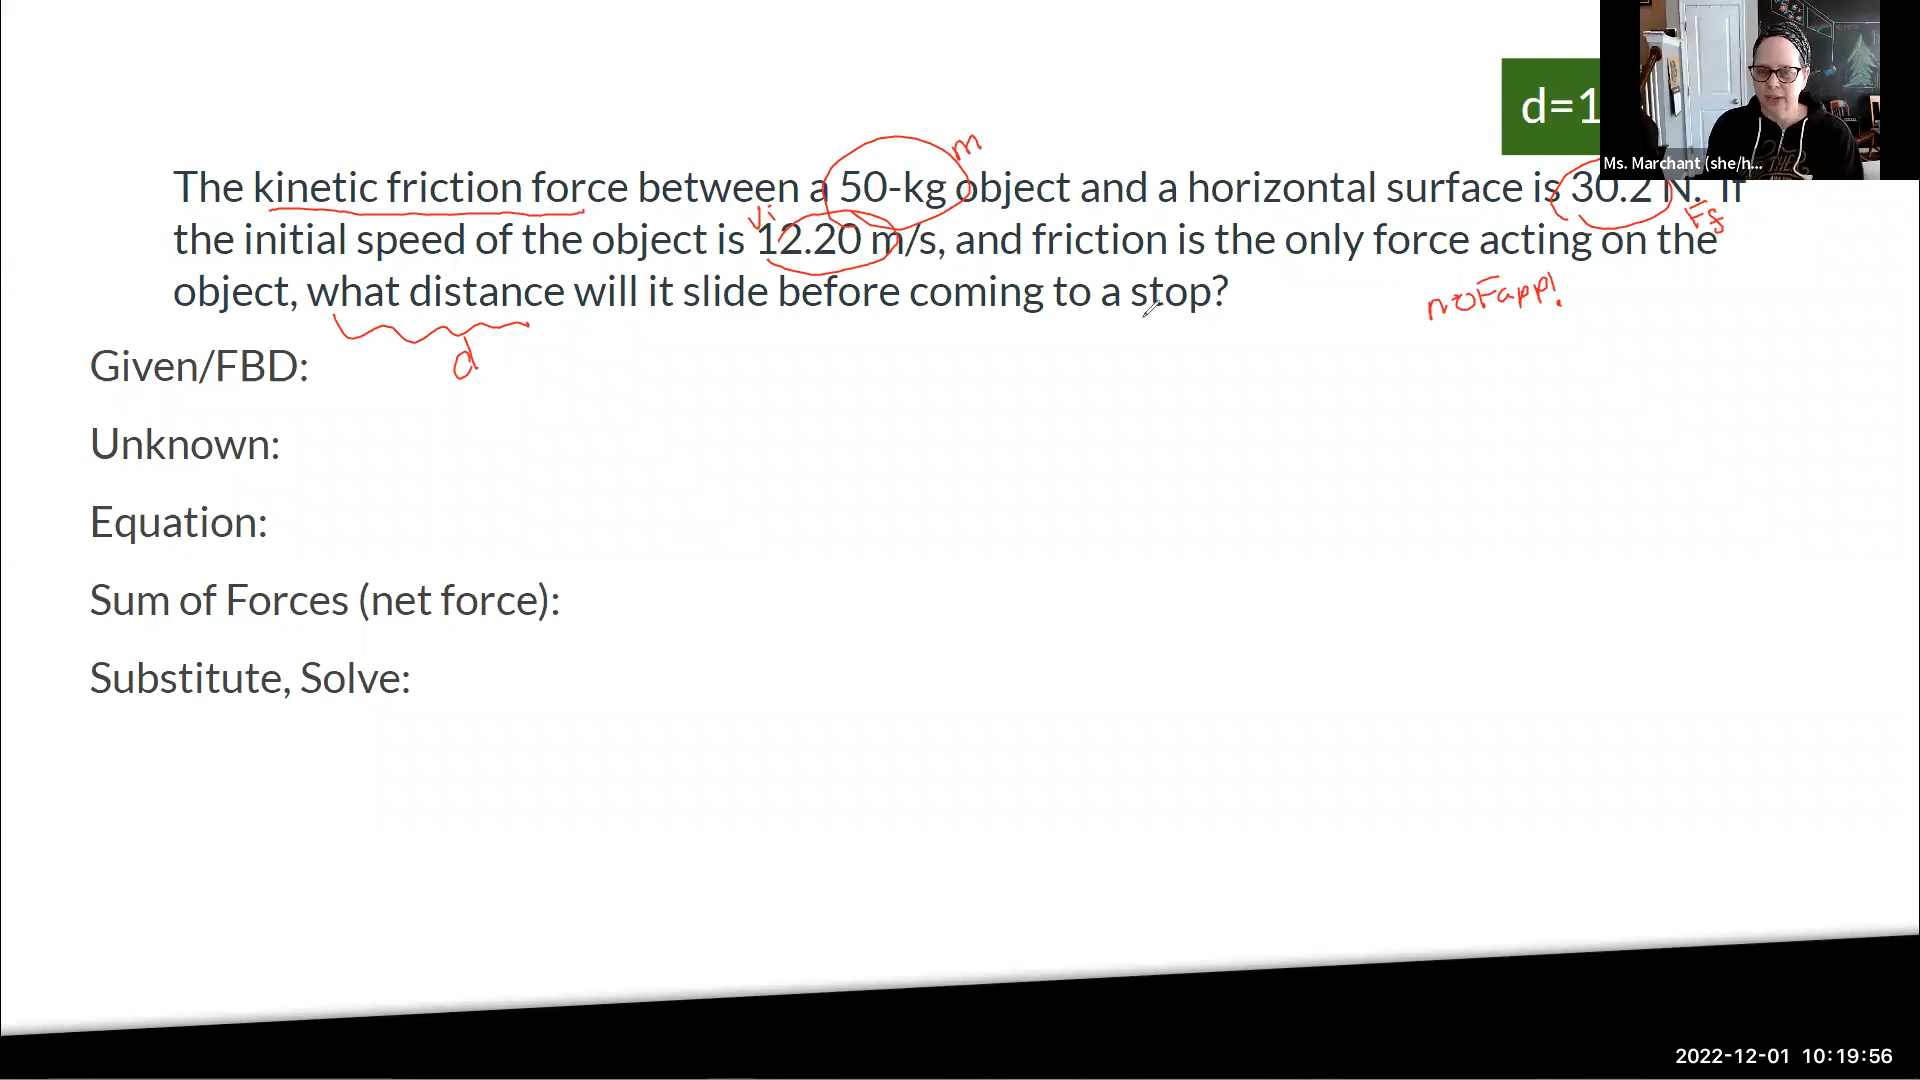 d=1
Ms. Marchant (she/h...
m
The kinetic friction force between a 50-kg object and a horizontal surface is 30.2 N. If
vi
Ff
the initial speed of the object is 12.20 m/s, and friction is the only force acting on the
object, what distance will it slide before coming to a stop?
no Fapp!
d
Given/FBD:
Unknown:
Equation:
Sum of Forces (net force):
Substitute, Solve:
2022-12-01 10:19:56